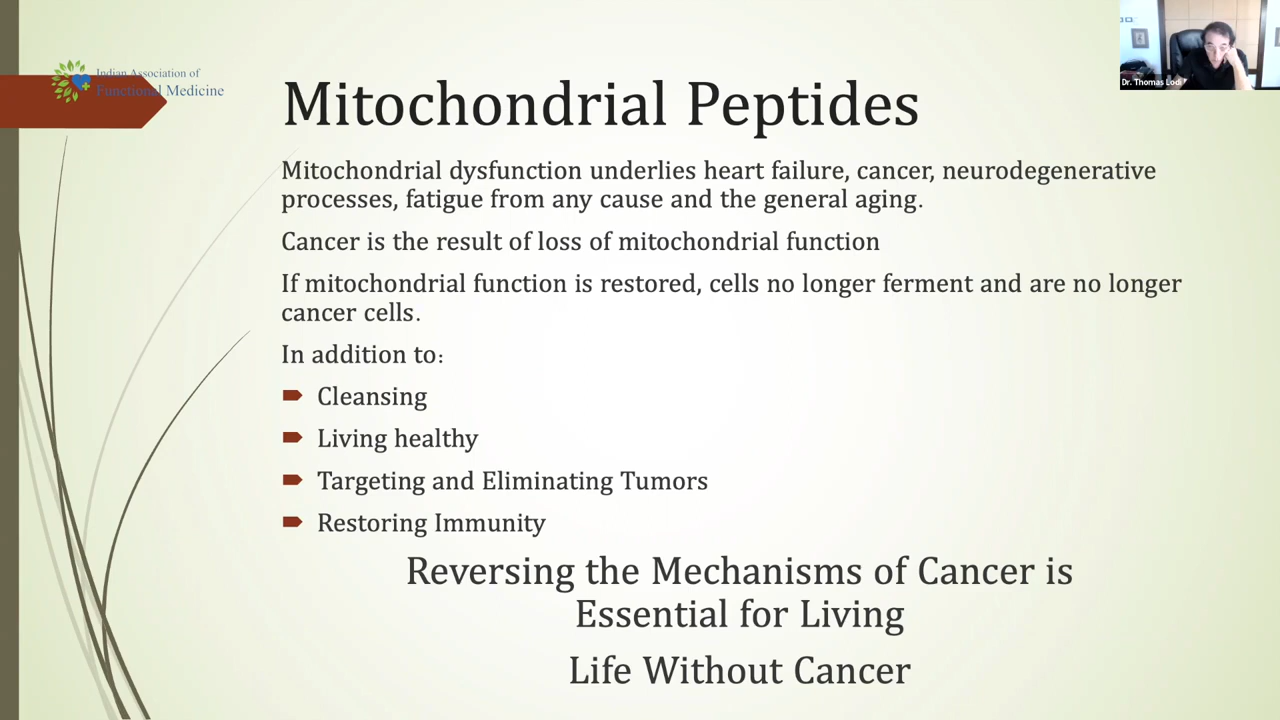 Indian Association of
Functional Medicine
Dr. Thomas Lodi
Mitochondrial Peptides
Mitochondrial dysfunction underlies heart failure, cancer, neurodegenerative
processes, fatigue from any cause and the general aging.
Cancer is the result of loss of mitochondrial function
If mitochondrial function is restored, cells no longer ferment and are no longer
cancer cells.
In addition to:
Cleansing
Living healthy
Targeting and Eliminating Tumors
Restoring Immunity
Reversing the Mechanisms of Cancer is
Essential for Living
Life Without Cancer